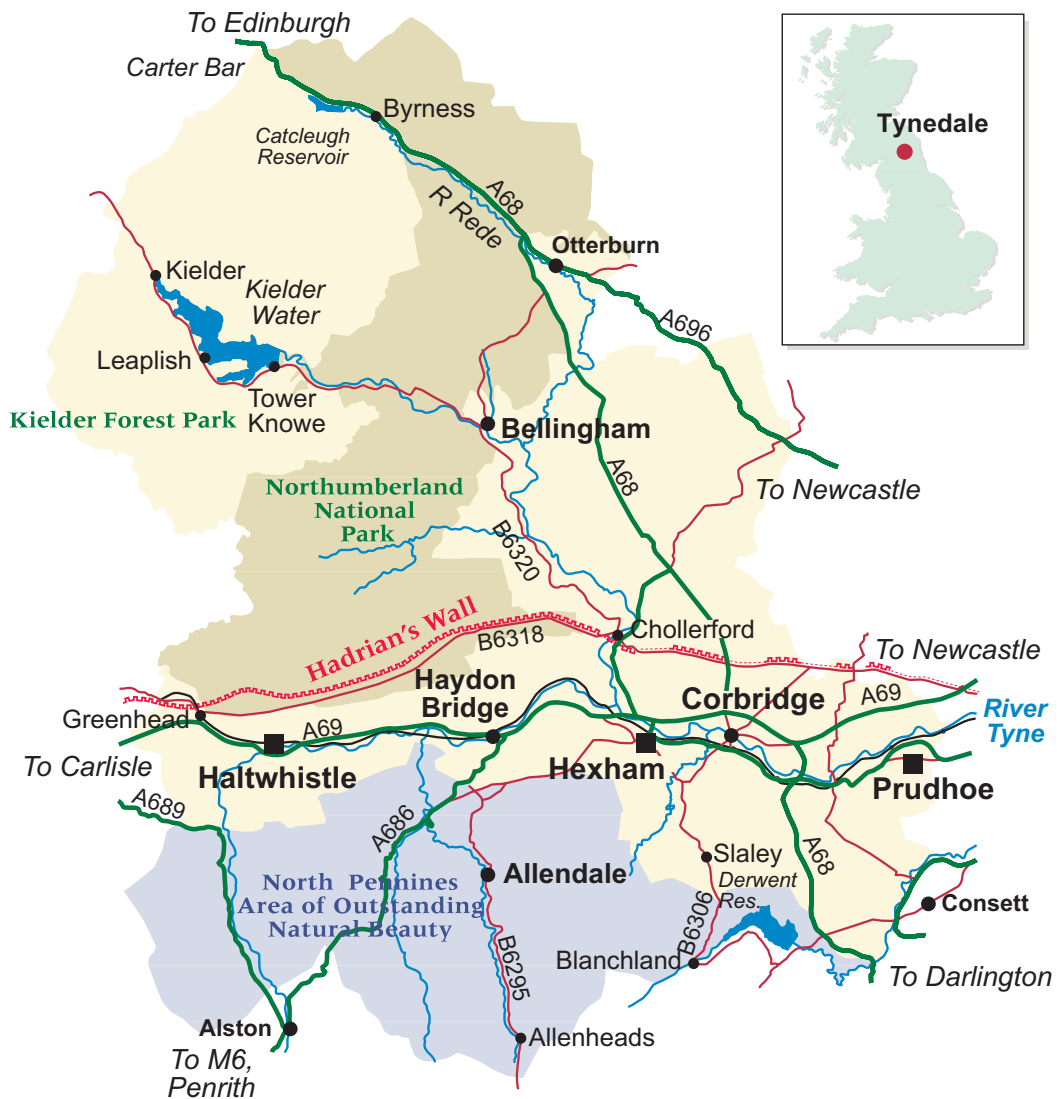 To Edinburgh
Carter Bar
Byrness
Catcleugh
Reservoir
A68
R Rede
Otterburn
Tynedale
Kielder
Kielder
Water
A696
Leaplish
Tower
Knowe
Kielder Forest Park
Bellingham
A68
To Newcastle
Northumberland
National
Park
B6320
Hadrian's Wall
B6318
Chollerford
To Newcastle
Haydon
Bridge
Corbridge
A69
Greenhead
A69
River
Tyne
To Carlisle
Haltwhistle
Hexham
Prudhoe
A689
A686
A68
Slaley
North Pennines
Area of Outstanding
Natural Beauty
Allendale
Derwent
Res.
Consett
B6306
B6295
Blanchland
To Darlington
Alston
Allenheads
To M6,
Penrith